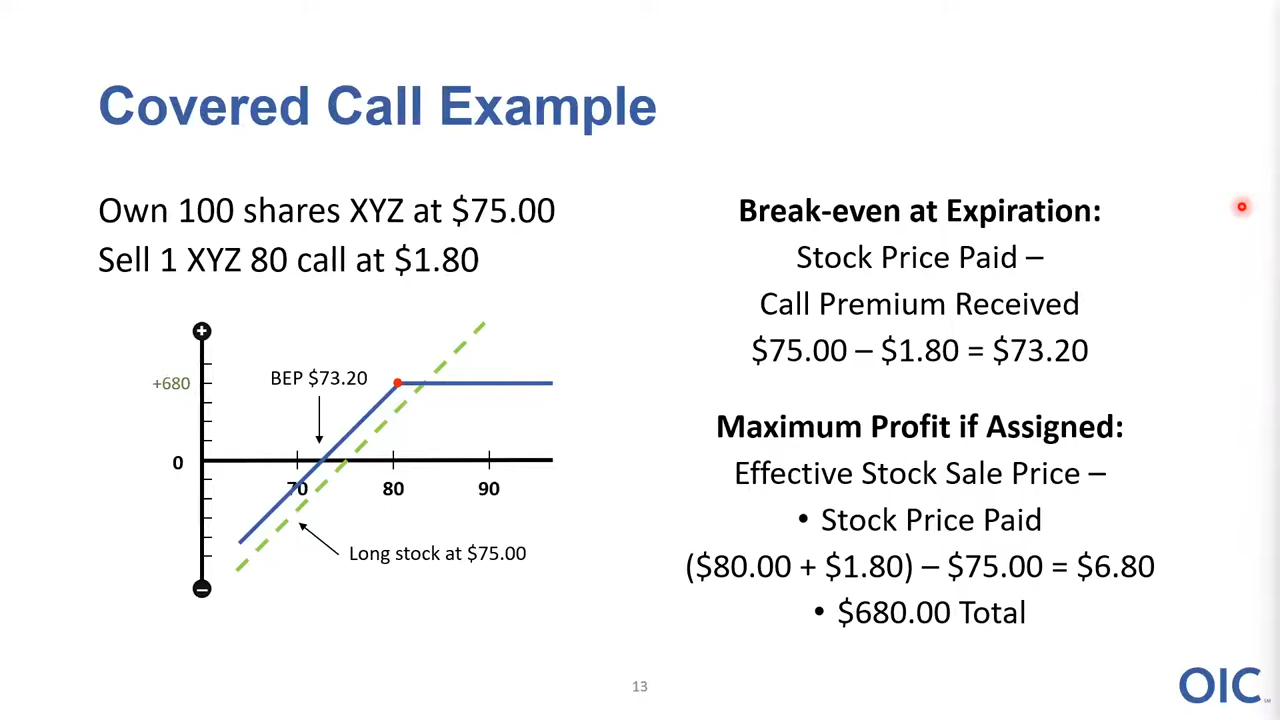 Covered Call Example
Own 100 shares XYZ at $75.00
Sell 1 XYZ 80 call at $1.80
+
+680
BEP $73.20
0
70
80
90
Long stock at $75.00
–
Break-even at Expiration:
Stock Price Paid –
Call Premium Received
$75.00 – $1.80 = $73.20
Maximum Profit if Assigned:
Effective Stock Sale Price –
• Stock Price Paid
($80.00 + $1.80) – $75.00 = $6.80
• $680.00 Total
13
OIC